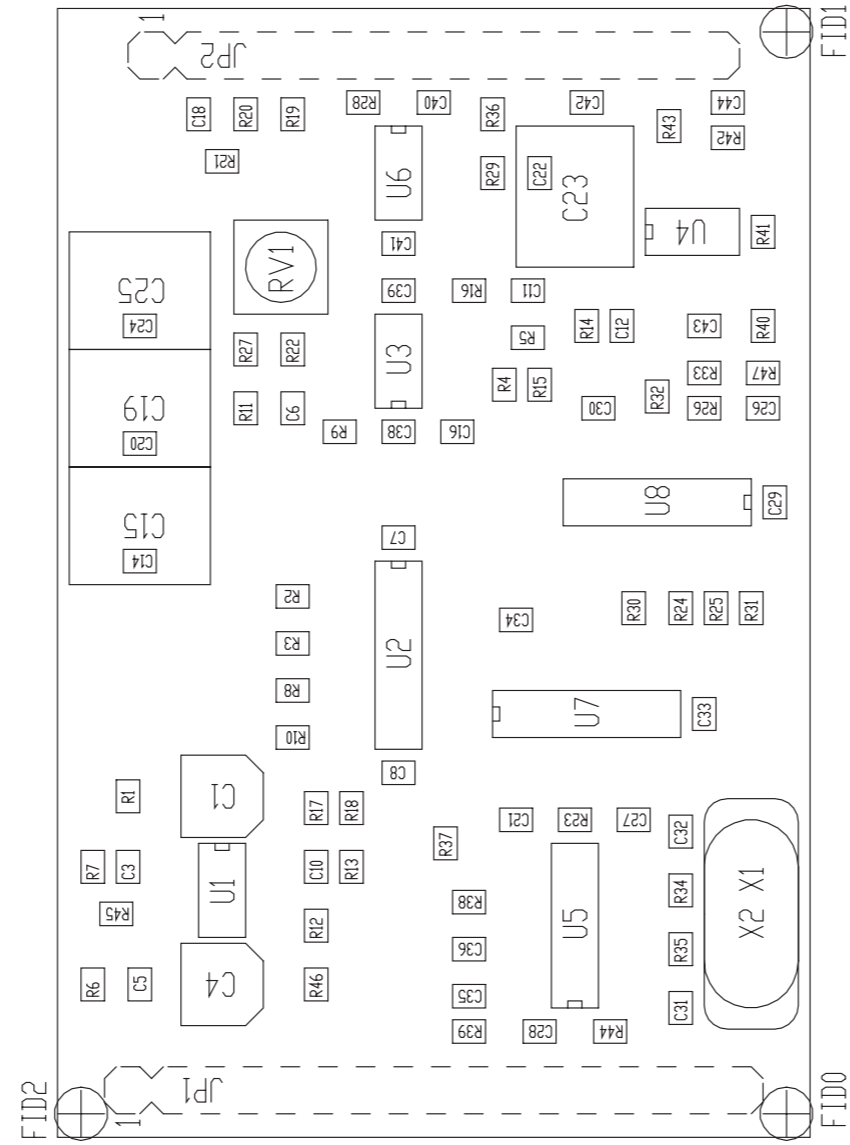 1
FID1
JP2
C18
R20
R19
R28
C40
R36
C42
C44
R43
R42
R21
U6
R29
C22
C23
U4
R41
C41
RV1
C25
C24
C39
R16
C11
R14
C12
C43
R40
R27
R22
U3
R5
R33
R47
R4
R15
R32
R11
C6
C19
C20
C30
R26
C26
R9
C38
C16
U8
C29
C15
C14
C7
R2
C34
R30
R24
R25
R31
R3
U2
R8
U7
C33
R10
C8
R1
C1
R17
R18
C21
R23
C27
C32
R37
R7
C3
U1
C10
R13
X2 X1
R45
R38
R34
R12
U5
C36
R35
R6
C5
C4
R46
C35
C31
R39
C28
R44
FID2
JP1
1
FID0